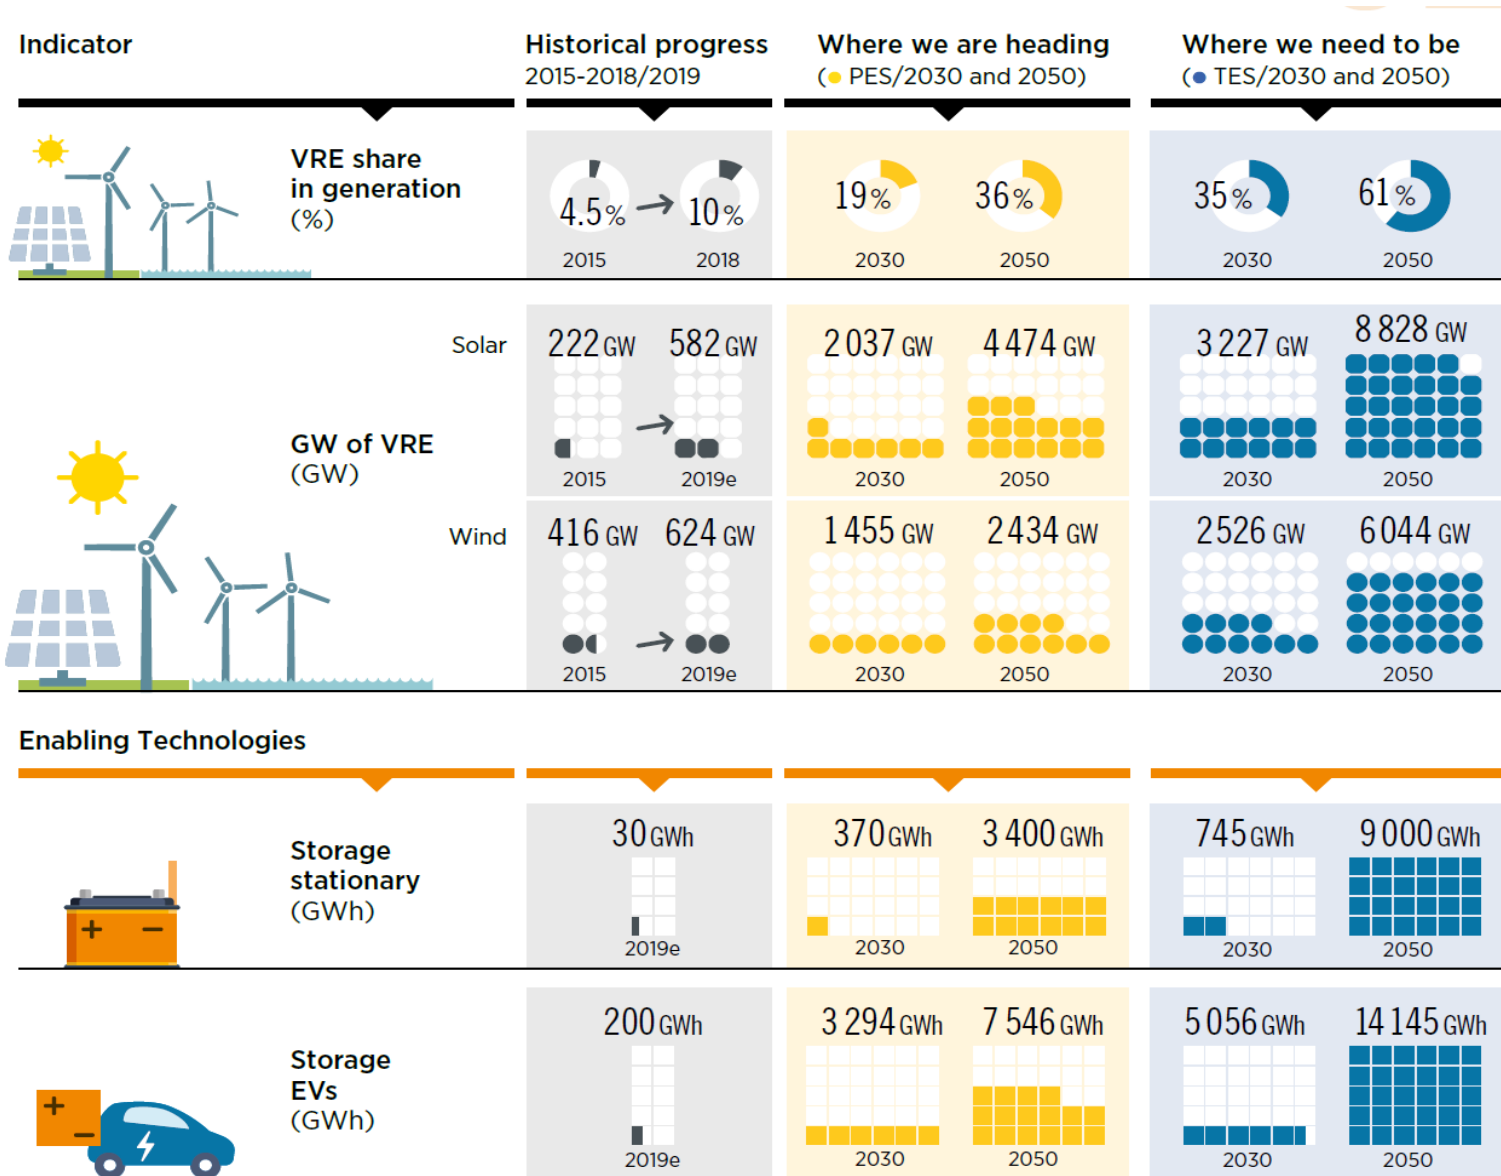 Indicator
Historical progress
2015-2018/2019
Where we are heading
(● PES/2030 and 2050)
Where we need to be
(● TES/2030 and 2050)
VRE share
in generation
(%)
4.5% 10%
2015 2018
19% 36%
2030 2050
35% 61%
2030 2050
GW of VRE
(GW)
Solar
222 GW 582 GW
2015 2019e
2 037 GW 4 474 GW
2030 2050
3 227 GW 8 828 GW
2030 2050
Wind
416 GW 624 GW
2015 2019e
1 455 GW 2 434 GW
2030 2050
2 526 GW 6 044 GW
2030 2050
Enabling Technologies
Storage
stationary
(GWh)
30 GWh
2019e
370 GWh 3 400 GWh
2030 2050
745 GWh 9 000 GWh
2030 2050
Storage
EVs
(GWh)
200 GWh
2019e
3 294 GWh 7 546 GWh
2030 2050
5 056 GWh 14 145 GWh
2030 2050